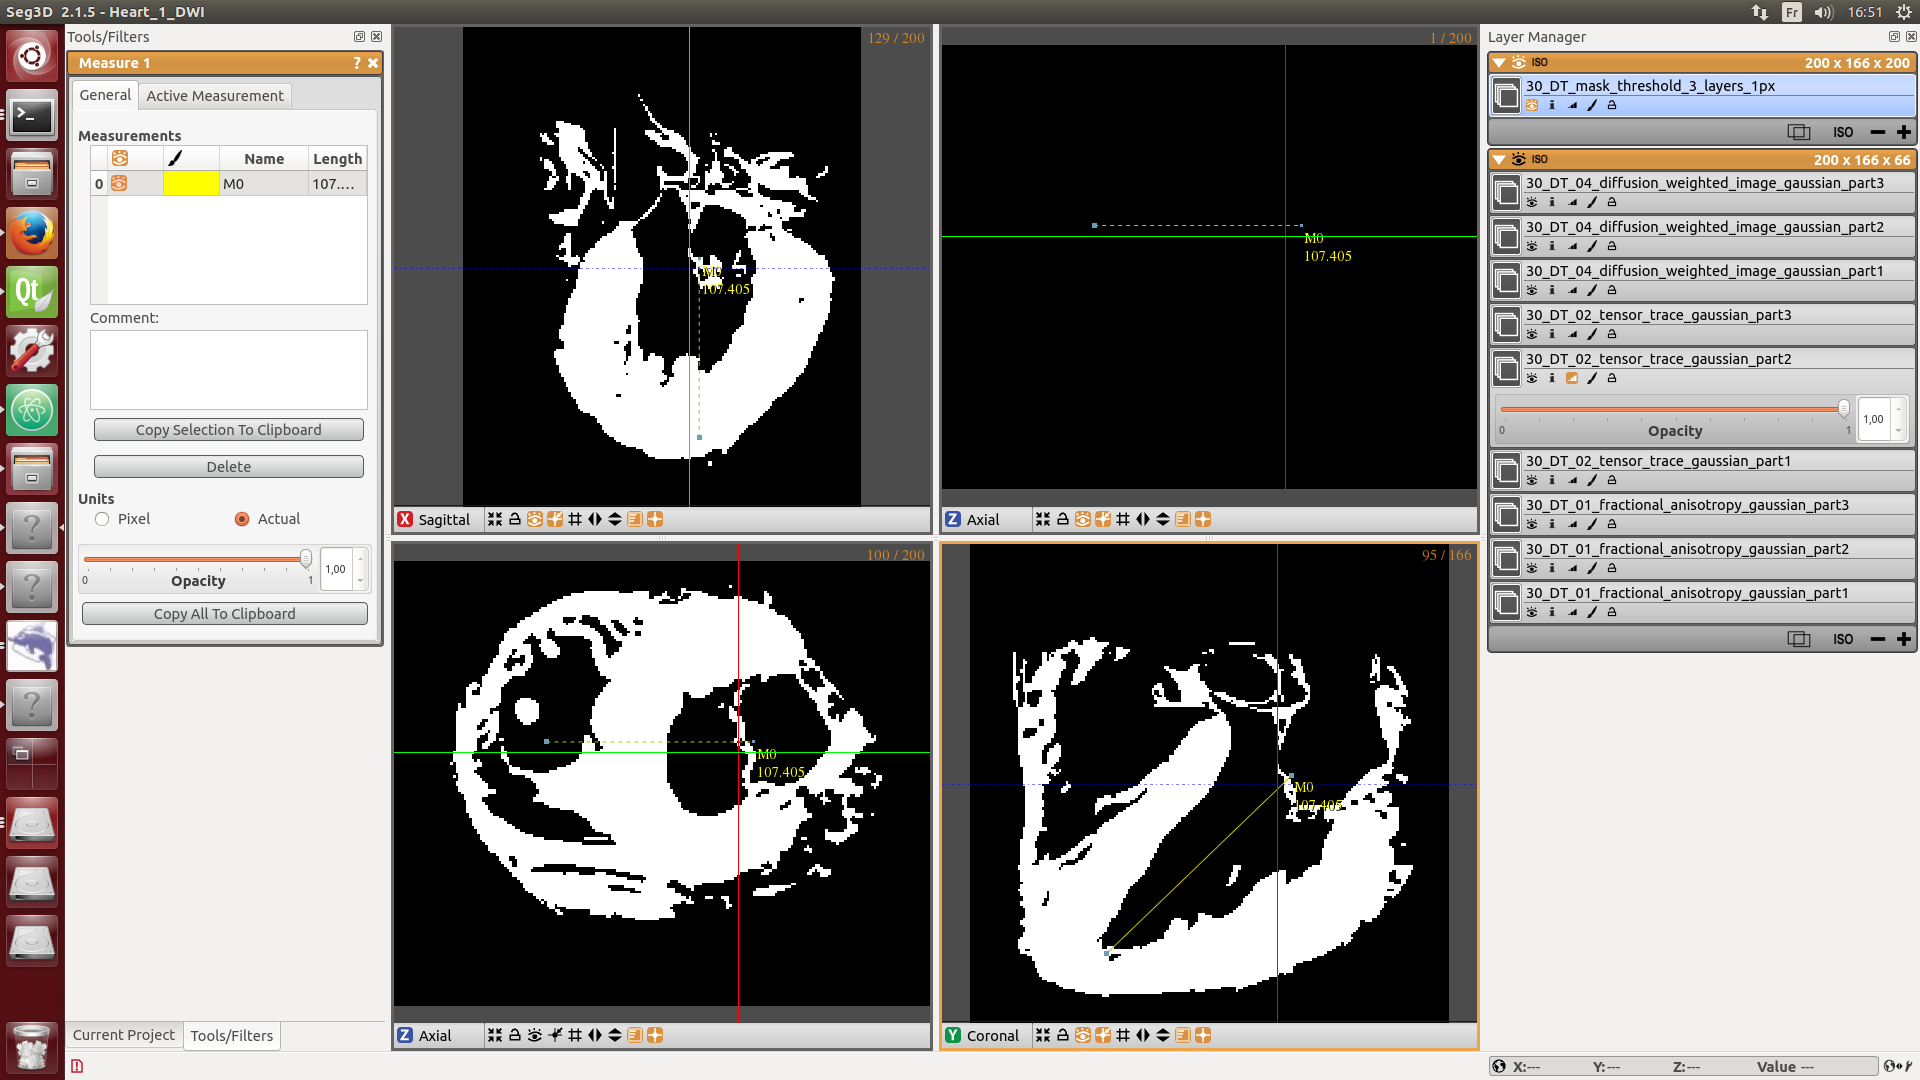 Seg3D 2.1.5 - Heart_1_DWI
Fr
16:51
Tools/Filters
Measure 1
?
General
Active Measurement
Measurements
Name
Length
0
M0
107....
Comment:
Copy Selection To Clipboard
Delete
Units
Pixel
Actual
0
Opacity
1
1,00
Copy All To Clipboard
Current Project
Tools/Filters
129 / 200
M0
107.405
X
Sagittal
1 / 200
M0
107.405
Z
Axial
100 / 200
M0
107.405
Z
Axial
95 / 166
M0
107.405
Y
Coronal
Layer Manager
ISO
200 x 166 x 200
30_DT_mask_threshold_3_layers_1px
ISO
ISO
200 x 166 x 66
30_DT_04_diffusion_weighted_image_gaussian_part3
30_DT_04_diffusion_weighted_image_gaussian_part2
30_DT_04_diffusion_weighted_image_gaussian_part1
30_DT_02_tensor_trace_gaussian_part3
30_DT_02_tensor_trace_gaussian_part2
0
Opacity
1
1,00
30_DT_02_tensor_trace_gaussian_part1
30_DT_01_fractional_anisotropy_gaussian_part3
30_DT_01_fractional_anisotropy_gaussian_part2
30_DT_01_fractional_anisotropy_gaussian_part1
ISO
X:---
Y:---
Z:---
Value ---